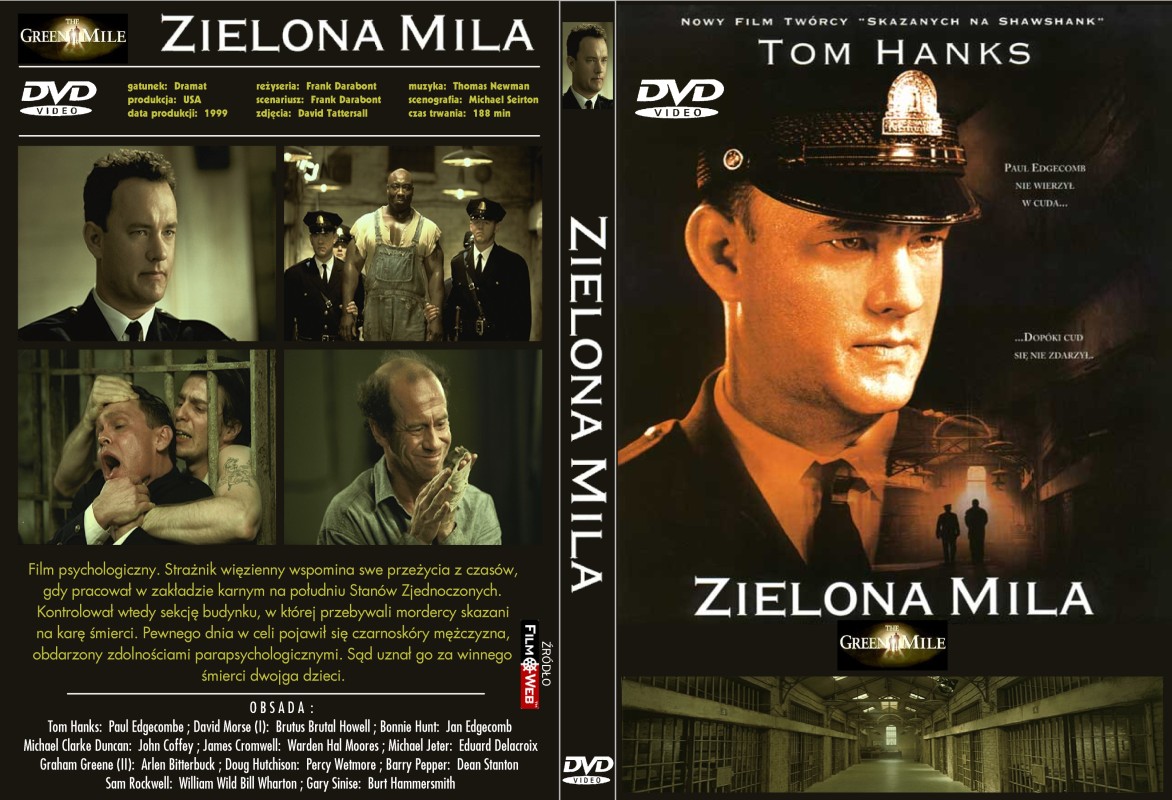 THE
GREEN MILE
ZIELONA MILA
DVD
VIDEO
gatunek: Dramat
produkcja: USA
data produkcji: 1999
reżyseria: Frank Darabont
scenariusz: Frank Darabont
zdjęcia: David Tattersall
muzyka: Thomas Newman
scenografia: Michael Seirton
czas trwania: 188 min
Film psychologiczny. Strażnik więzienny wspomina swe przeżycia z czasów,
gdy pracował w zakładzie karnym na południu Stanów Zjednoczonych.
Kontrolował wtedy sekcję budynku, w której przebywali mordercy skazani
na karę śmierci. Pewnego dnia w celi pojawił się czarnoskóry mężczyzna,
obdarzony zdolnościami parapsychologicznymi. Sąd uznał go za winnego
śmierci dwojga dzieci.
ŹRÓDŁO
FILMWEB
OBSADA:
Tom Hanks: Paul Edgecombe ; David Morse (I): Brutus Brutal Howell ; Bonnie Hunt: Jan Edgecomb
Michael Clarke Duncan: John Coffey ; James Cromwell: Warden Hal Moores ; Michael Jeter: Eduard Delacroix
Graham Greene (II): Arlen Bitterbuck ; Doug Hutchison: Percy Wetmore ; Barry Pepper: Dean Stanton
Sam Rockwell: William Wild Bill Wharton ; Gary Sinise: Burt Hammersmith
ZIELONA MILA
DVD
VIDEO
NOWY FILM TWÓRCY "SKAZANYCH NA SHAWSHANK"
TOM HANKS
DVD
VIDEO
PAUL EDGECOMB
NIE WIERZYŁ
W CUDA...
...DOPÓKI CUD
SIĘ NIE ZDARZYŁ.
ZIELONA MILA
THE
GREEN MILE